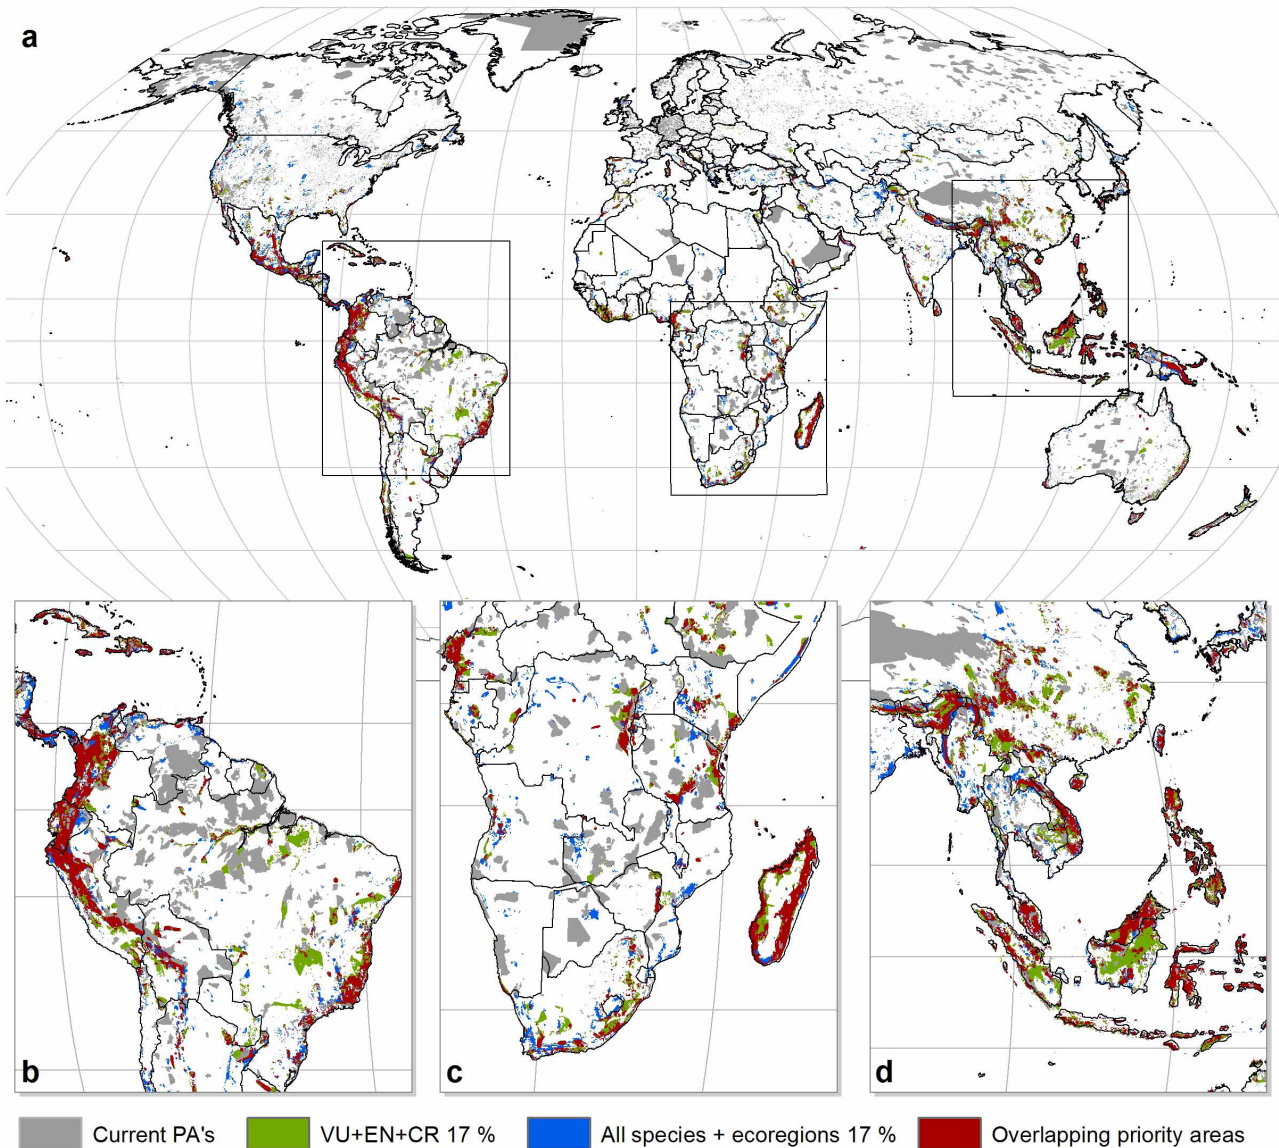 a
b
c
d
Current PA's
VU+EN+CR 17 %
All species + ecoregions 17 %
Overlapping priority areas